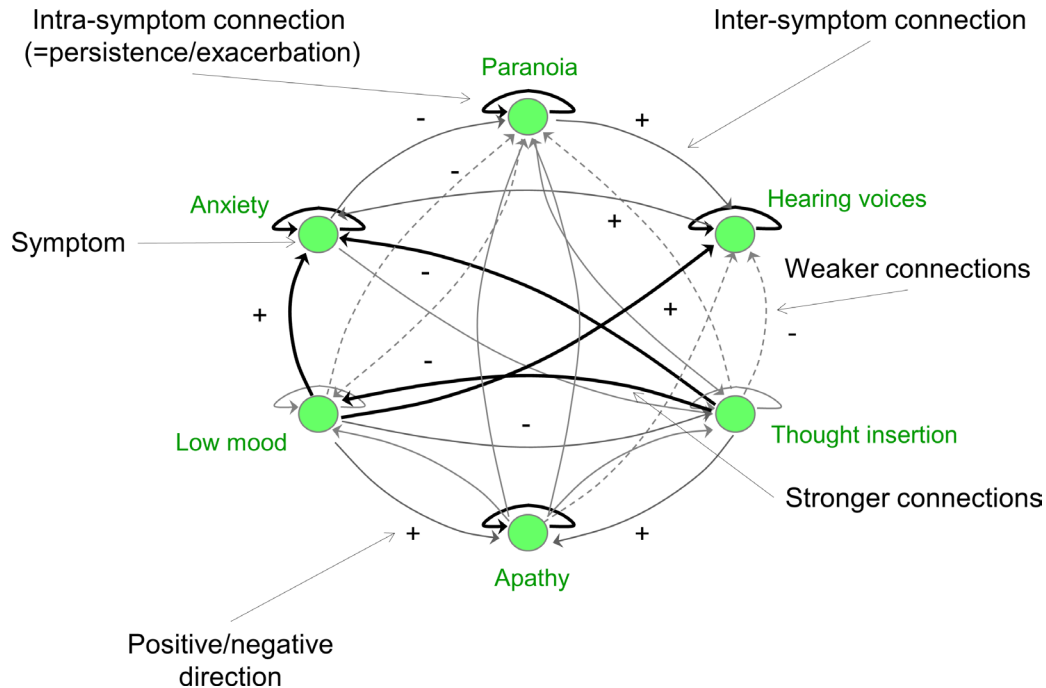 Intra-symptom connection
(=persistence/exacerbation)
Inter-symptom connection
Paranoia
-
+
-
Anxiety
Hearing voices
+
Symptom
-
Weaker connections
+
+
-
-
Low mood
-
Thought insertion
Stronger connections
+
+
Apathy
Positive/negative
direction